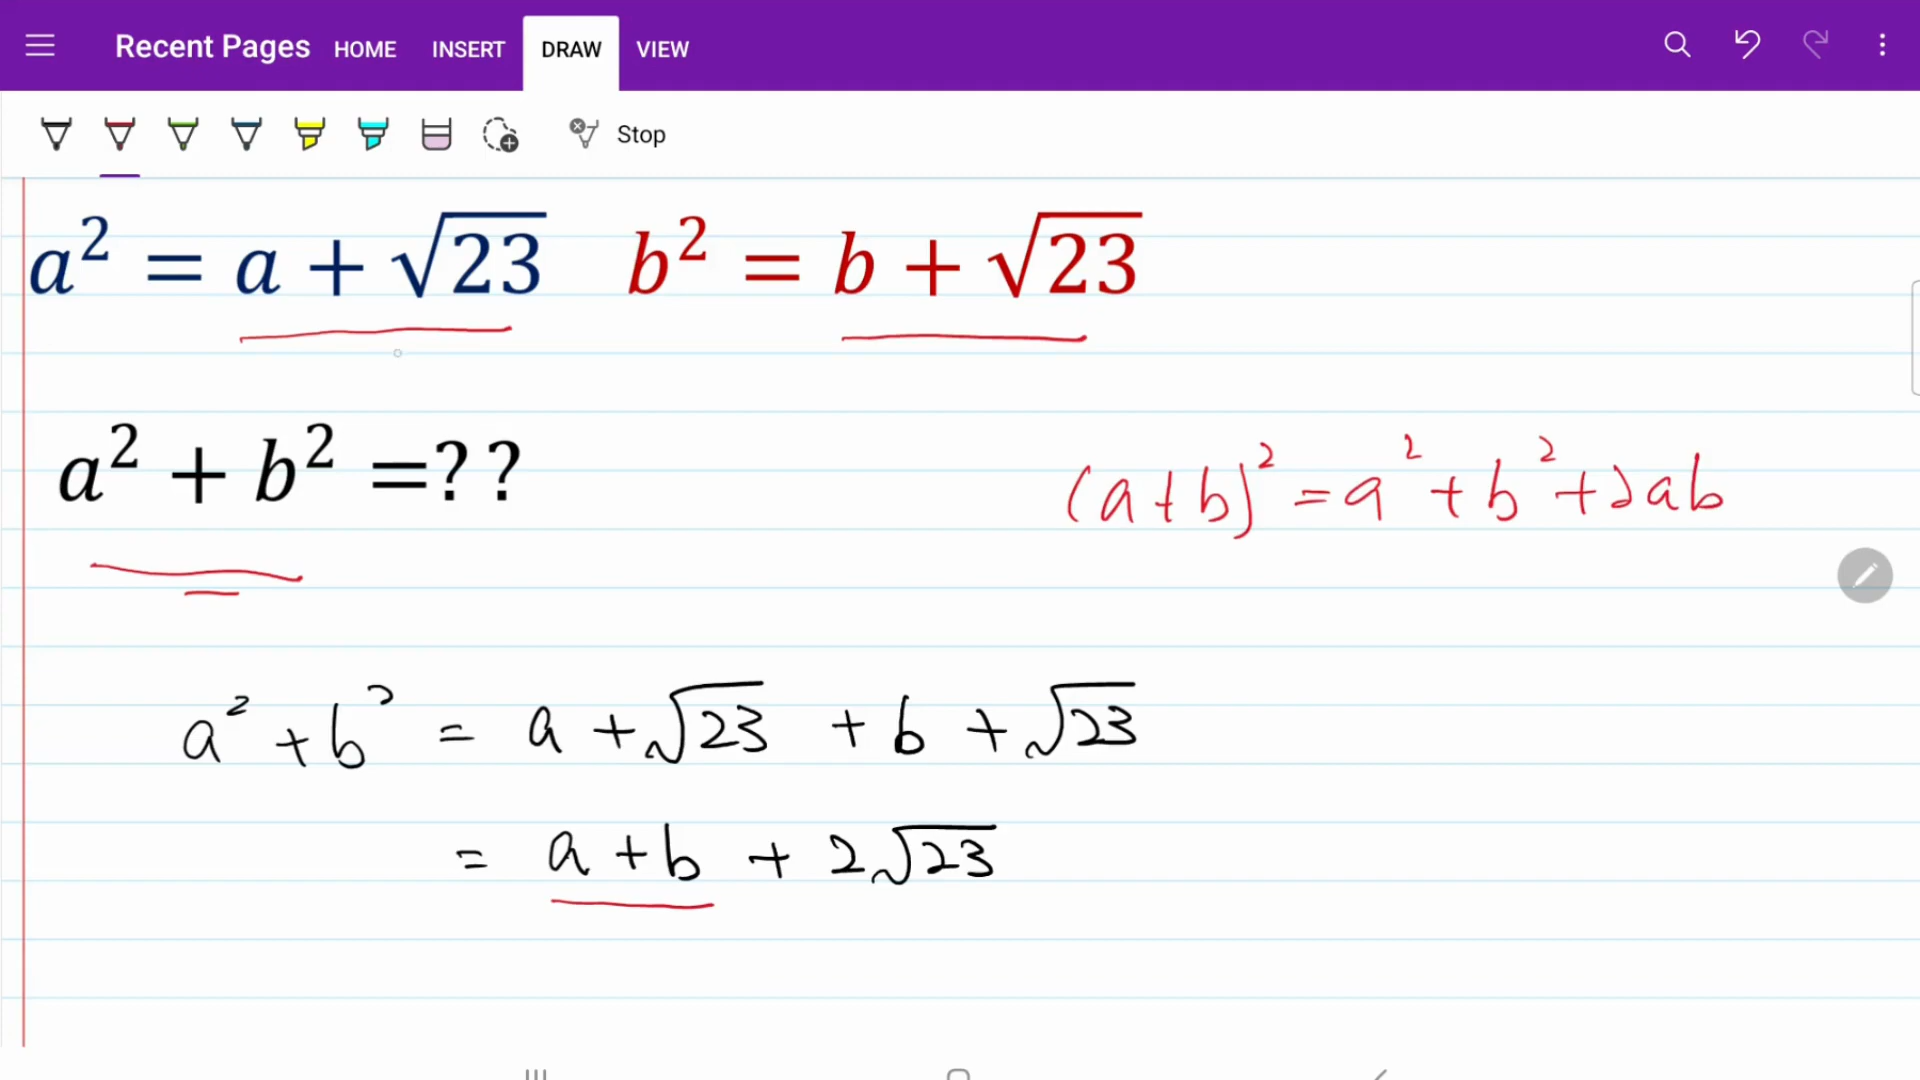 Recent Pages HOME INSERT DRAW VIEW
Stop
a² = a + √23 b² = b + √23
a² + b² =??
(a+b)² = a² + b² + 2ab
a² + b² = a + √23 + b + √23
= a + b + 2√23